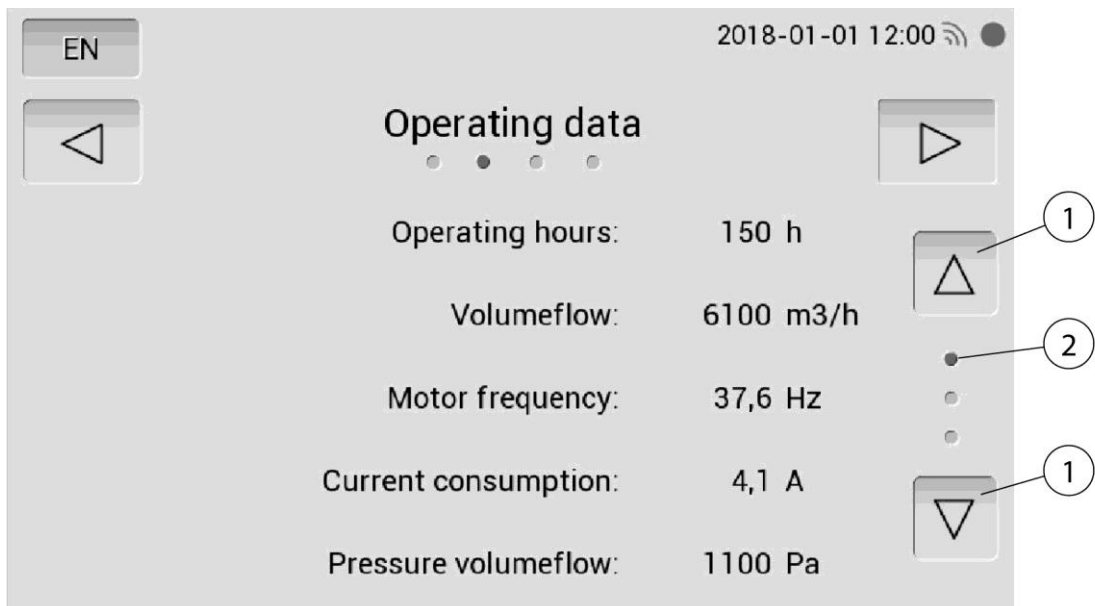 EN
2018-01-01 12:00
Operating data
Operating hours: 150 h
1
Volumeflow: 6100 m3/h
2
Motor frequency: 37,6 Hz
Current consumption: 4,1 A
1
Pressure volumeflow: 1100 Pa